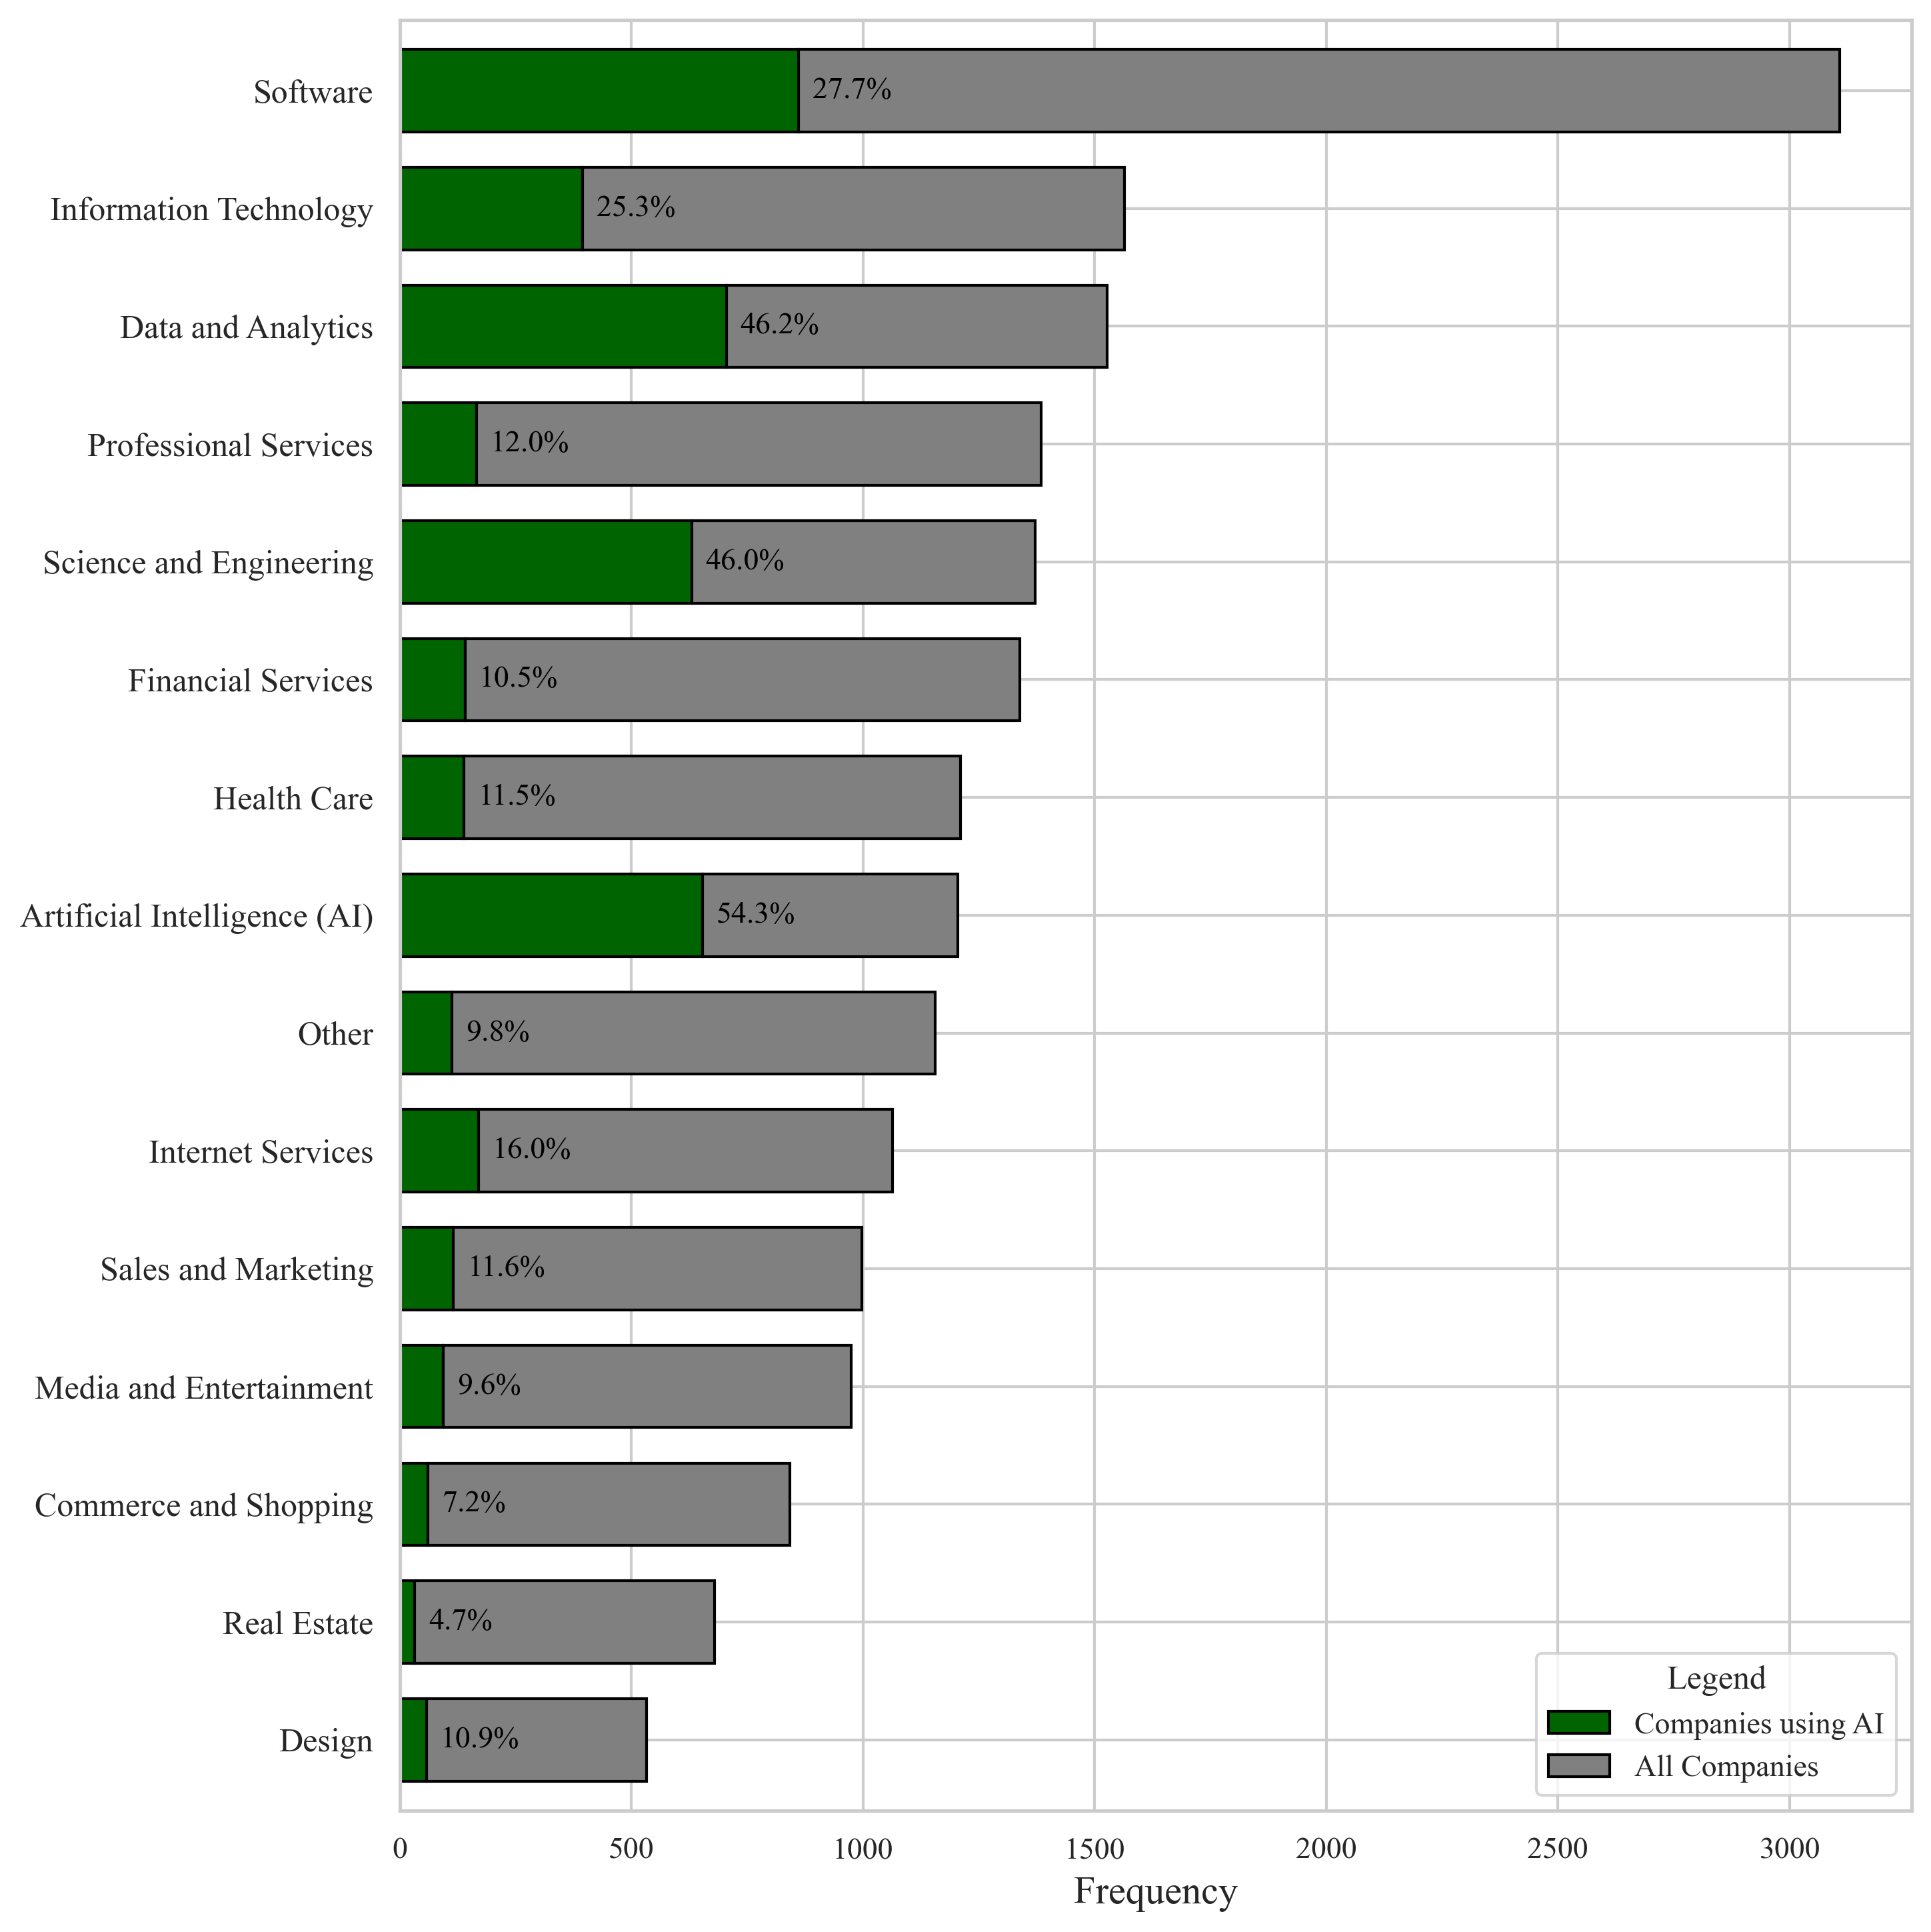 Software
27.7%
Information Technology
25.3%
Data and Analytics
46.2%
Professional Services
12.0%
Science and Engineering
46.0%
Financial Services
10.5%
Health Care
11.5%
Artificial Intelligence (AI)
54.3%
Other
9.8%
Internet Services
16.0%
Sales and Marketing
11.6%
Media and Entertainment
9.6%
Commerce and Shopping
7.2%
Real Estate
4.7%
Design
10.9%
Legend
Companies using AI
All Companies
0 500 1000 1500 2000 2500 3000
Frequency